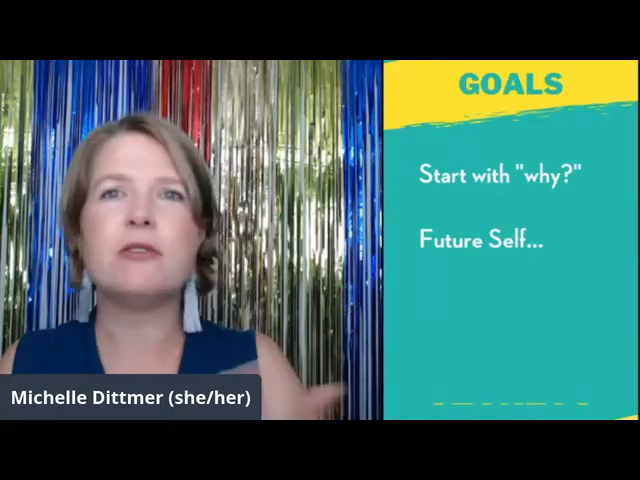 GOALS
Start with "why?"
Future Self...
Michelle Dittmer (she/her)